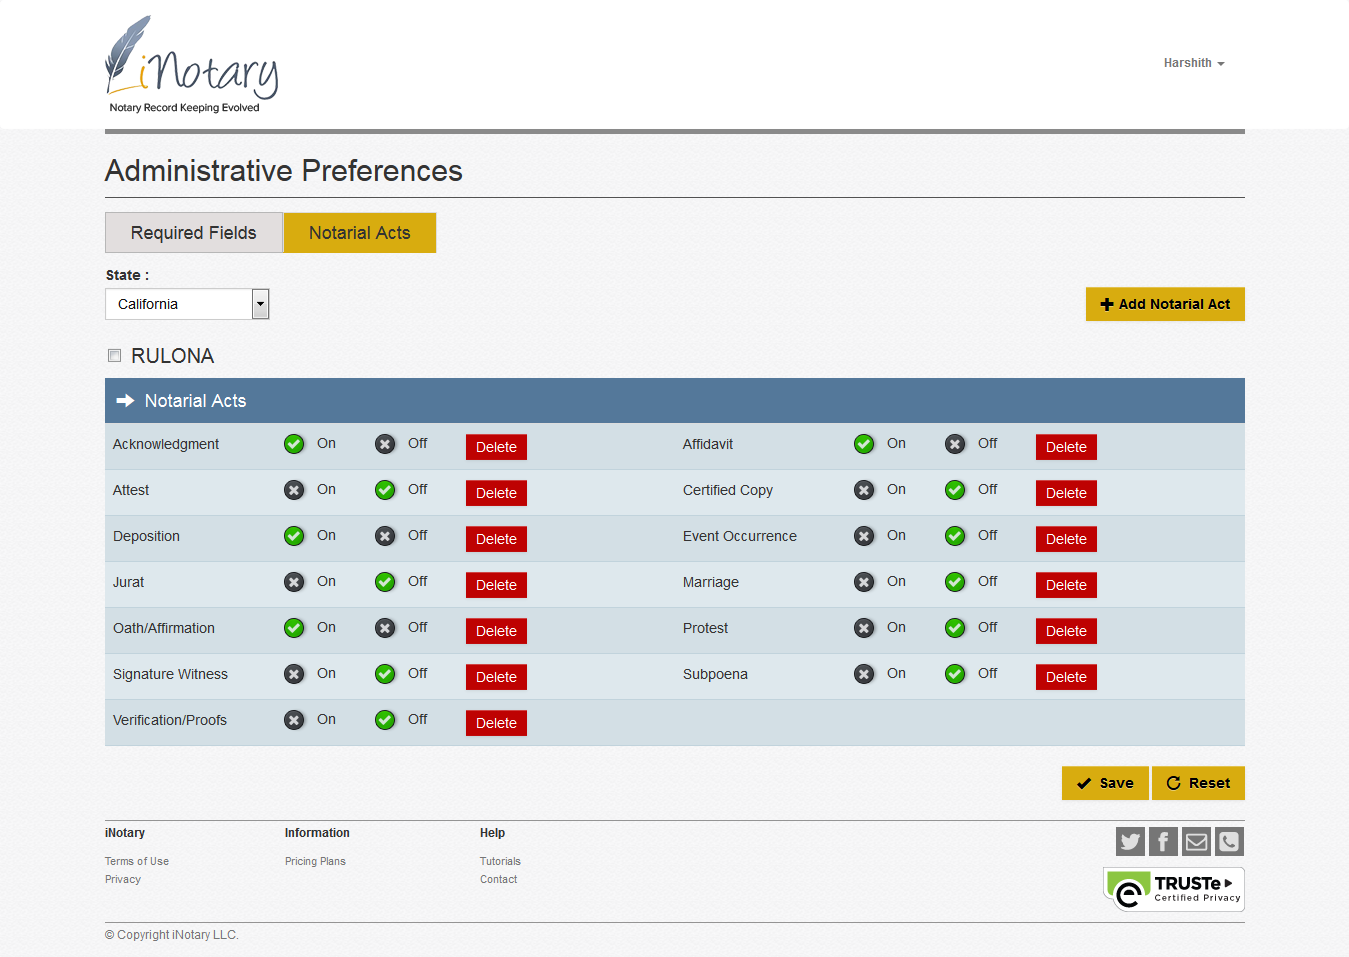 iNotary
Notary Record Keeping Evolved
Harshith
Administrative Preferences
Required Fields Notarial Acts
State :
California
Add Notarial Act
RULONA
Notarial Acts
Acknowledgment On Off Delete Affidavit On Off Delete
Attest On Off Delete Certified Copy On Off Delete
Deposition On Off Delete Event Occurrence On Off Delete
Jurat On Off Delete Marriage On Off Delete
Oath/Affirmation On Off Delete Protest On Off Delete
Signature Witness On Off Delete Subpoena On Off Delete
Verification/Proofs On Off Delete
Save Reset
iNotary Information Help
Terms of Use Pricing Plans Tutorials
Privacy Contact
TRUSTe
Certified Privacy
© Copyright iNotary LLC.